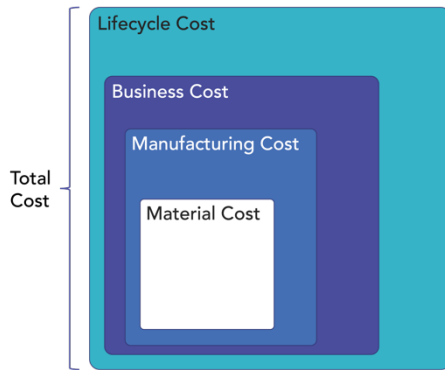 Lifecycle Cost
Business Cost
Manufacturing Cost
Total
Cost
Material Cost